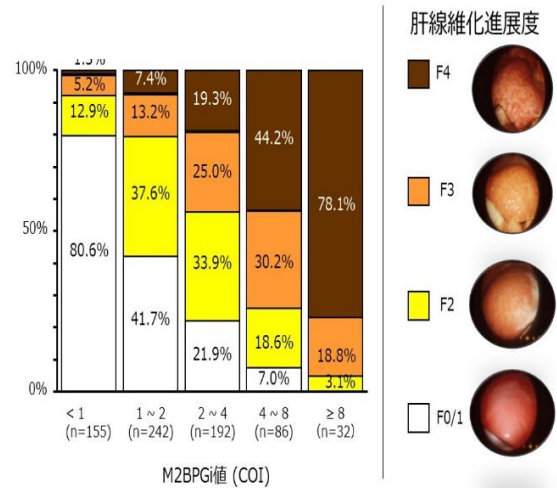 肝線維化進展度
100%
50%
0%
5.2%
12.9%
80.6%
7.4%
13.2%
37.6%
41.7%
19.3%
25.0%
33.9%
21.9%
44.2%
30.2%
18.6%
7.0%
78.1%
18.8%
3.1%
< 1
(n=155)
1 ~ 2
(n=242)
2 ~ 4
(n=192)
4 ~ 8
(n=86)
≥ 8
(n=32)
M2BPGi値 (COI)
F4
F3
F2
F0/1